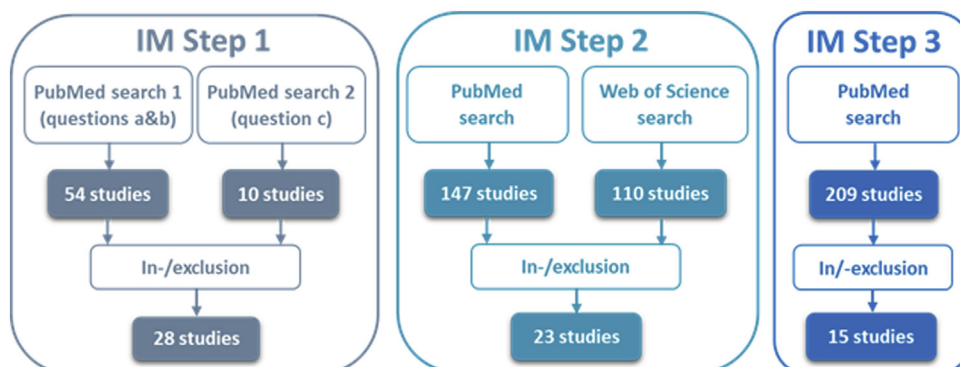 IM Step 1
PubMed search 1
(questions a&b)
PubMed search 2
(question c)
54 studies
10 studies
In-/exclusion
28 studies
IM Step 2
PubMed
search
Web of Science
search
147 studies
110 studies
In-/exclusion
23 studies
IM Step 3
PubMed
search
209 studies
In/-exclusion
15 studies